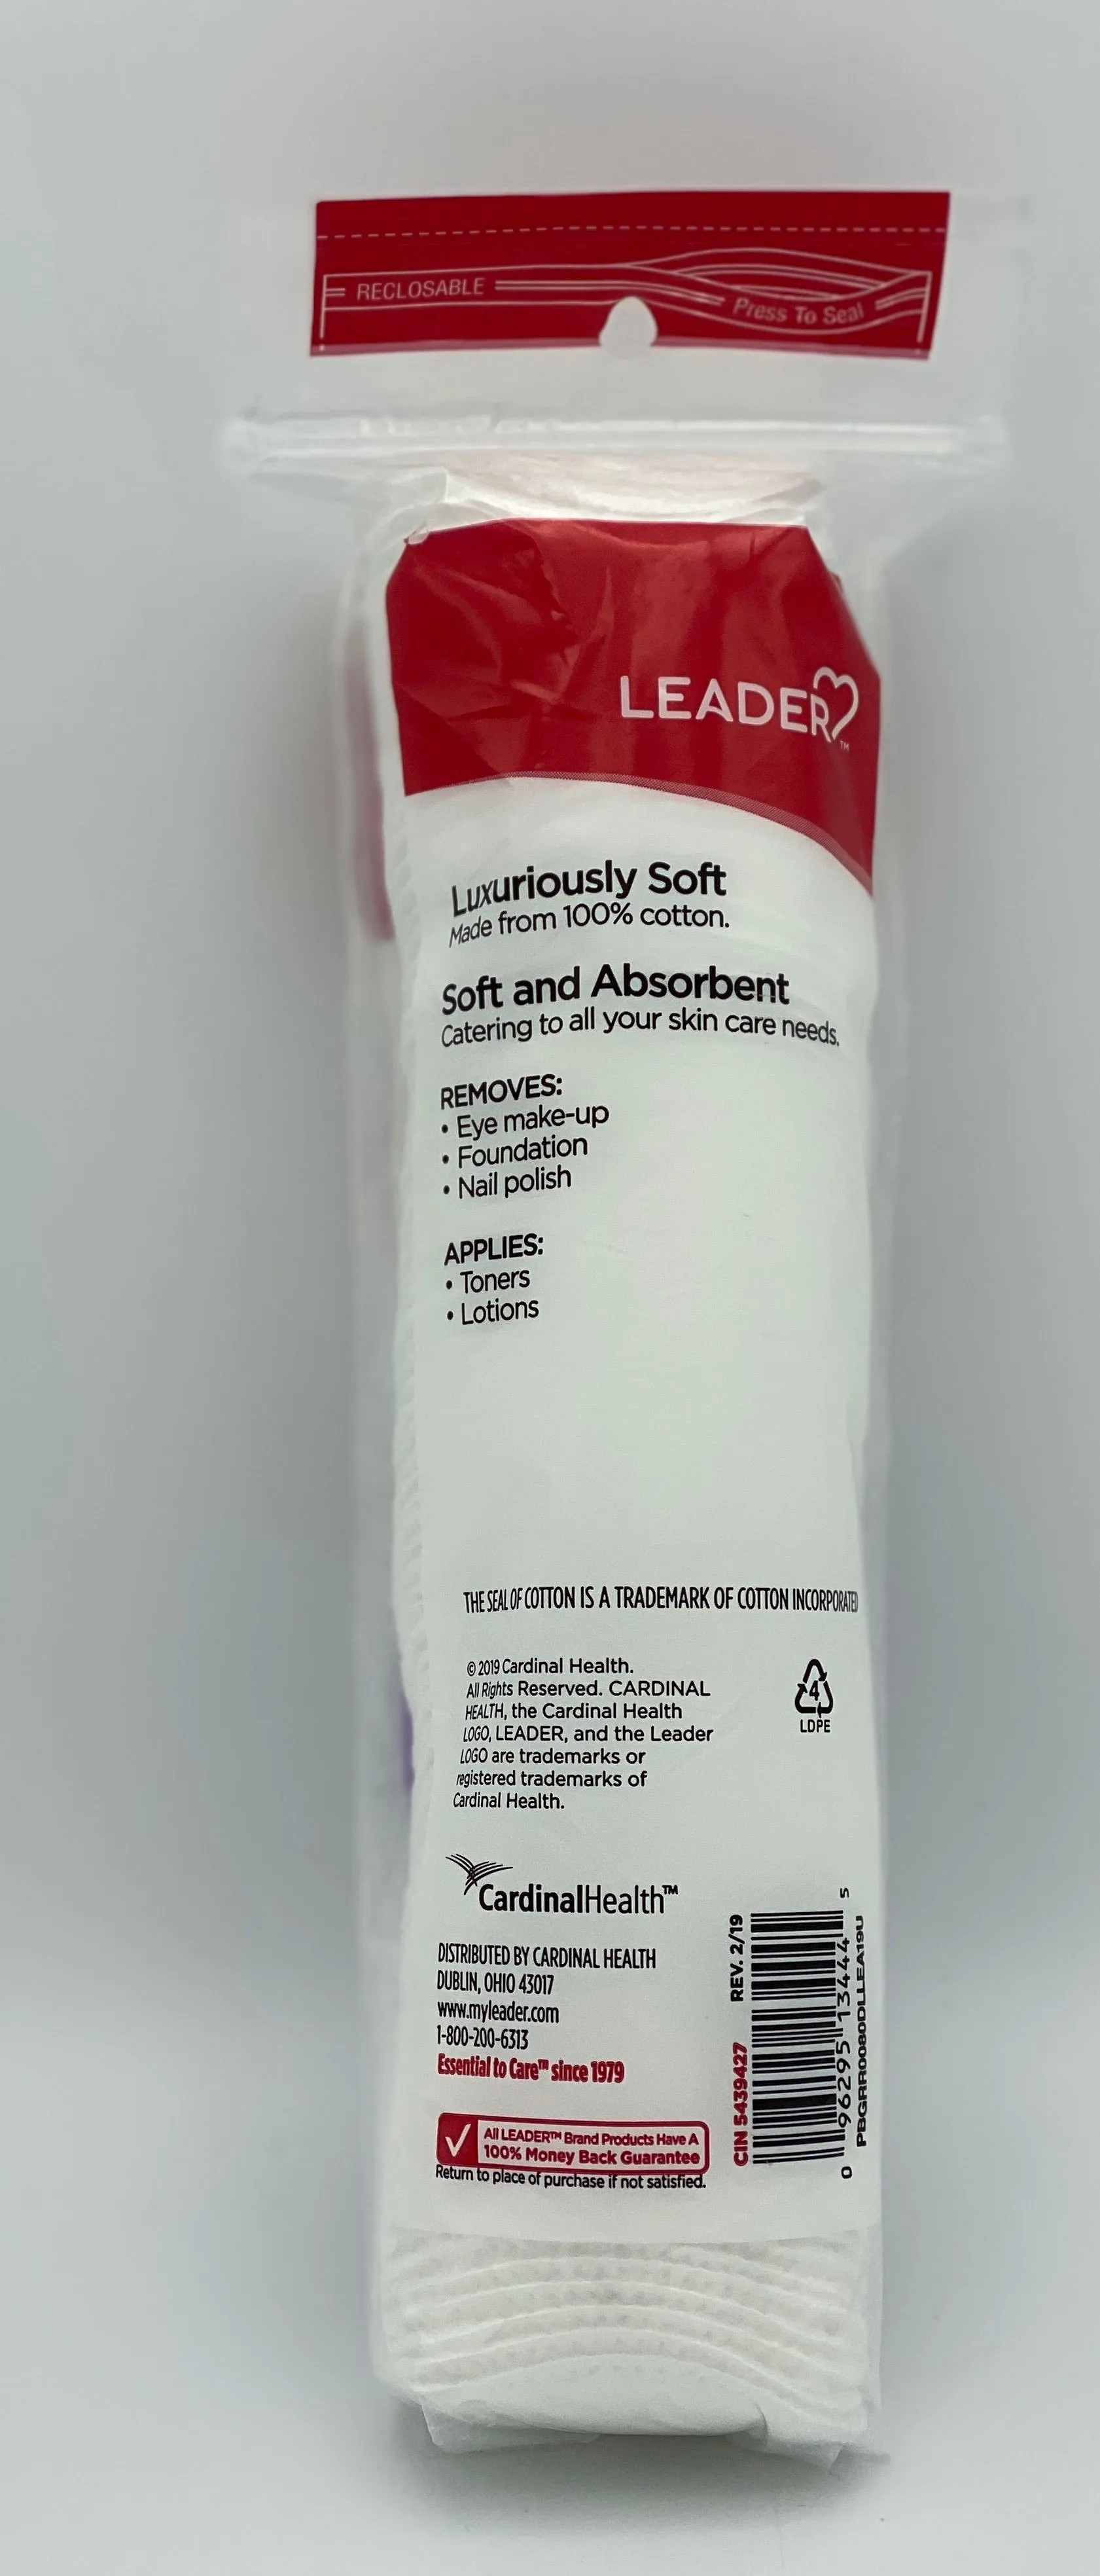 RECLOSABLE
Press To Seal
LEADER™
Luxuriously Soft
Made from 100% cotton.
Soft and Absorbent
Catering to all your skin care needs.
REMOVES:
• Eye make-up
• Foundation
• Nail polish
APPLIES:
• Toners
• Lotions
THE SEAL OF COTTON IS A TRADEMARK OF COTTON INCORPORATED
© 2019 Cardinal Health.
All Rights Reserved. CARDINAL
HEALTH, the Cardinal Health
LOGO, LEADER, and the Leader
LOGO are trademarks or
registered trademarks of
Cardinal Health.
4
LDPE
CardinalHealth™
DISTRIBUTED BY CARDINAL HEALTH
DUBLIN, OHIO 43017
www.myleader.com
1-800-200-6313
Essential to Care™ since 1979
All LEADER™ Brand Products Have A
100% Money Back Guarantee
Return to place of purchase if not satisfied.
CIN 5439427 REV. 2/19
0 96295 13444 5
PBGRR0080DLLEA19U